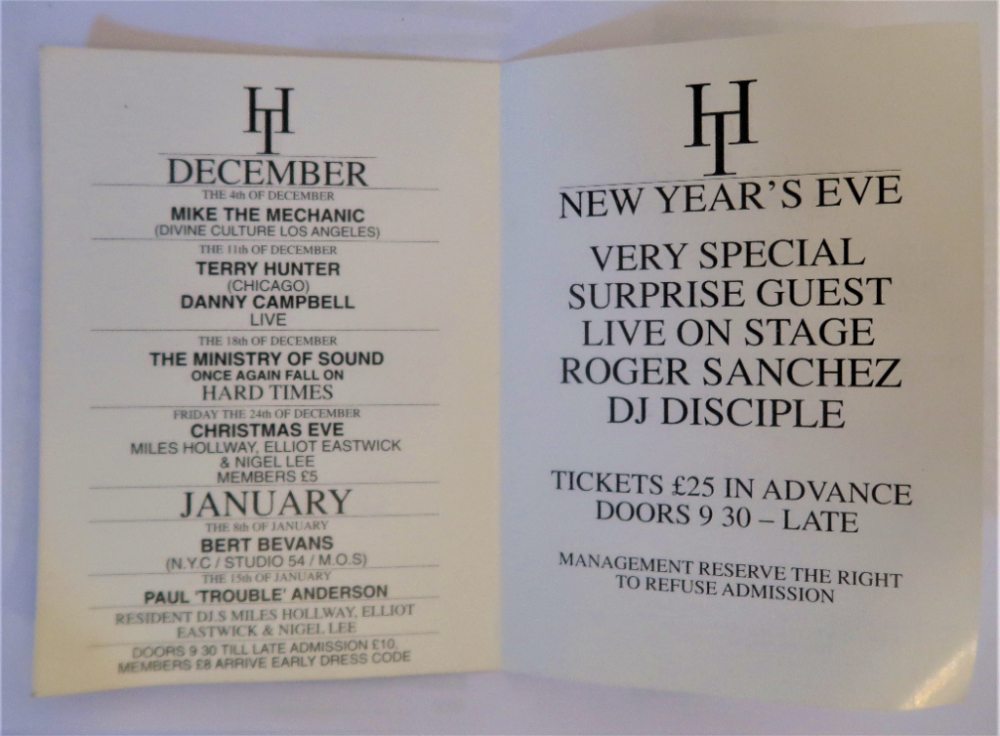 HT
DECEMBER
THE 4th OF DECEMBER
MIKE THE MECHANIC
(DIVINE CULTURE LOS ANGELES)
THE 11th OF DECEMBER
TERRY HUNTER
(CHICAGO)
DANNY CAMPBELL
LIVE
THE 18th OF DECEMBER
THE MINISTRY OF SOUND
ONCE AGAIN FALL ON
HARD TIMES
FRIDAY THE 24th OF DECEMBER
CHRISTMAS EVE
MILES HOLLWAY, ELLIOT EASTWICK
& NIGEL LEE
MEMBERS £5
JANUARY
THE 8th OF JANUARY
BERT BEVANS
(N.Y.C / STUDIO 54 / M.O.S)
THE 15th OF JANUARY
PAUL 'TROUBLE' ANDERSON
RESIDENT DJ.S MILES HOLLWAY, ELLIOT
EASTWICK & NIGEL LEE
DOORS 9 30 TILL LATE ADMISSION £10,
MEMBERS £8 ARRIVE EARLY DRESS CODE
HT
NEW YEAR'S EVE
VERY SPECIAL
SURPRISE GUEST
LIVE ON STAGE
ROGER SANCHEZ
DJ DISCIPLE
TICKETS £25 IN ADVANCE
DOORS 9 30 – LATE
MANAGEMENT RESERVE THE RIGHT
TO REFUSE ADMISSION